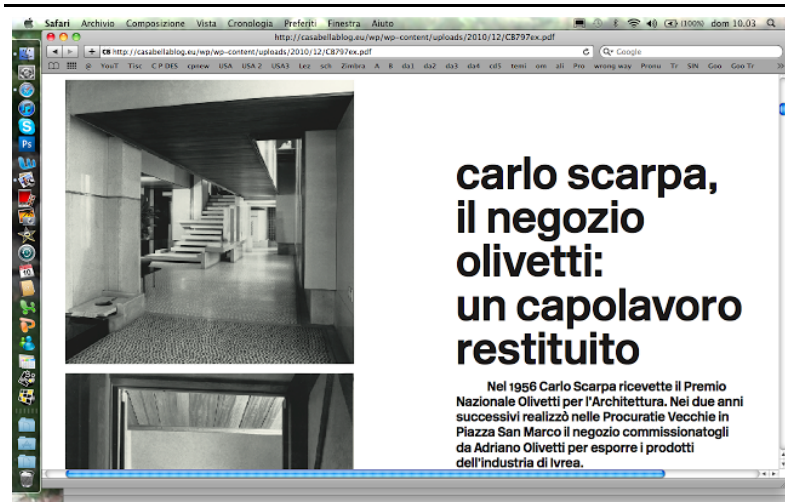 Safari Archivio Composizione Vista Cronologia Preferiti Finestra Aiuto (100%) dom 10.03
http://casabellablog.eu/wp/wp-content/uploads/2010/12/CB797ex.pdf
CB http://casabellablog.eu/wp/wp-content/uploads/2010/12/CB797ex.pdf Google
@ YouT Tisc C P DES cpnew USA USA 2 USA3 Lez sch Zimbra A B da1 da2 da3 da4 cd5 temi om ali Pro wrong way Pronu Tr SIN Goo Goo Tr
carlo scarpa,
il negozio
olivetti:
un capolavoro
restituito
Nel 1956 Carlo Scarpa ricevette il Premio
Nazionale Olivetti per l'Architettura. Nei due anni
successivi realizzò nelle Procuratie Vecchie in
Piazza San Marco il negozio commissionatogli
da Adriano Olivetti per esporre i prodotti
dell'industria di Ivrea.
S
Ps
10